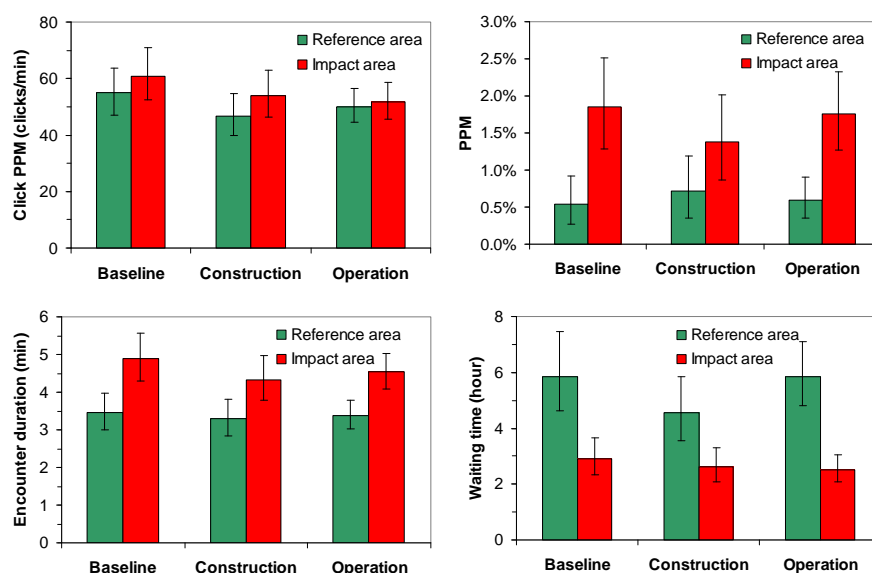 Click PPM (clicks/min)
80
60
40
20
0
Reference area
Impact area
Baseline Construction Operation
PPM
3.0%
2.5%
2.0%
1.5%
1.0%
0.5%
0.0%
Reference area
Impact area
Baseline Construction Operation
Encounter duration (min)
6
5
4
3
2
1
0
Reference area
Impact area
Baseline Construction Operation
Waiting time (hour)
8
6
4
2
0
Reference area
Impact area
Baseline Construction Operation